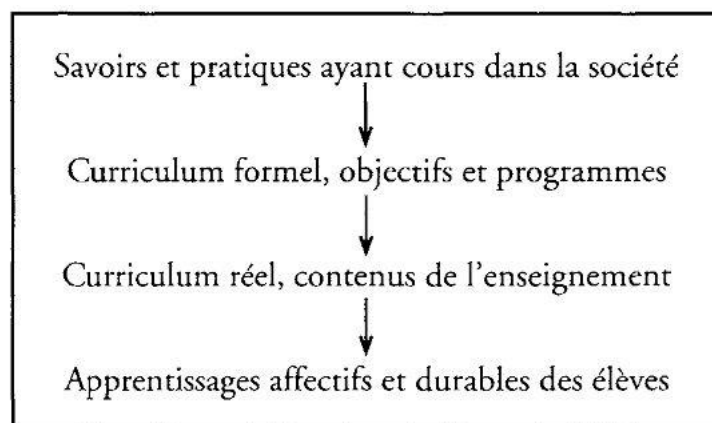 Savoirs et pratiques ayant cours dans la société
Curriculum formel, objectifs et programmes
Curriculum réel, contenus de l'enseignement
Apprentissages affectifs et durables des élèves